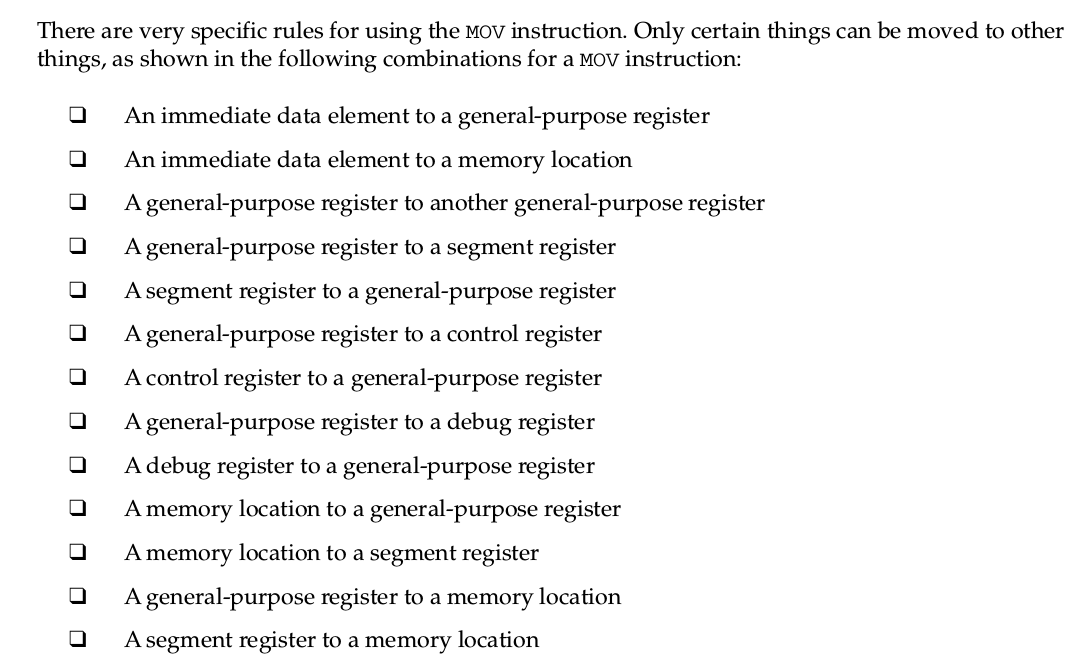 There are very specific rules for using the MOV instruction. Only certain things can be moved to other
things, as shown in the following combinations for a MOV instruction:
❑ An immediate data element to a general-purpose register
❑ An immediate data element to a memory location
❑ A general-purpose register to another general-purpose register
❑ A general-purpose register to a segment register
❑ A segment register to a general-purpose register
❑ A general-purpose register to a control register
❑ A control register to a general-purpose register
❑ A general-purpose register to a debug register
❑ A debug register to a general-purpose register
❑ A memory location to a general-purpose register
❑ A memory location to a segment register
❑ A general-purpose register to a memory location
❑ A segment register to a memory location